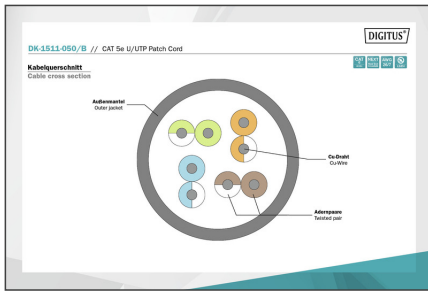 DIGITUS®
DK-1511-050/B // CAT 5e U/UTP Patch Cord
Kabelquerschnitt
Cable cross section
Außenmantel
Outer jacket
Cu-Draht
Cu-Wire
Adernpaare
Twisted pair